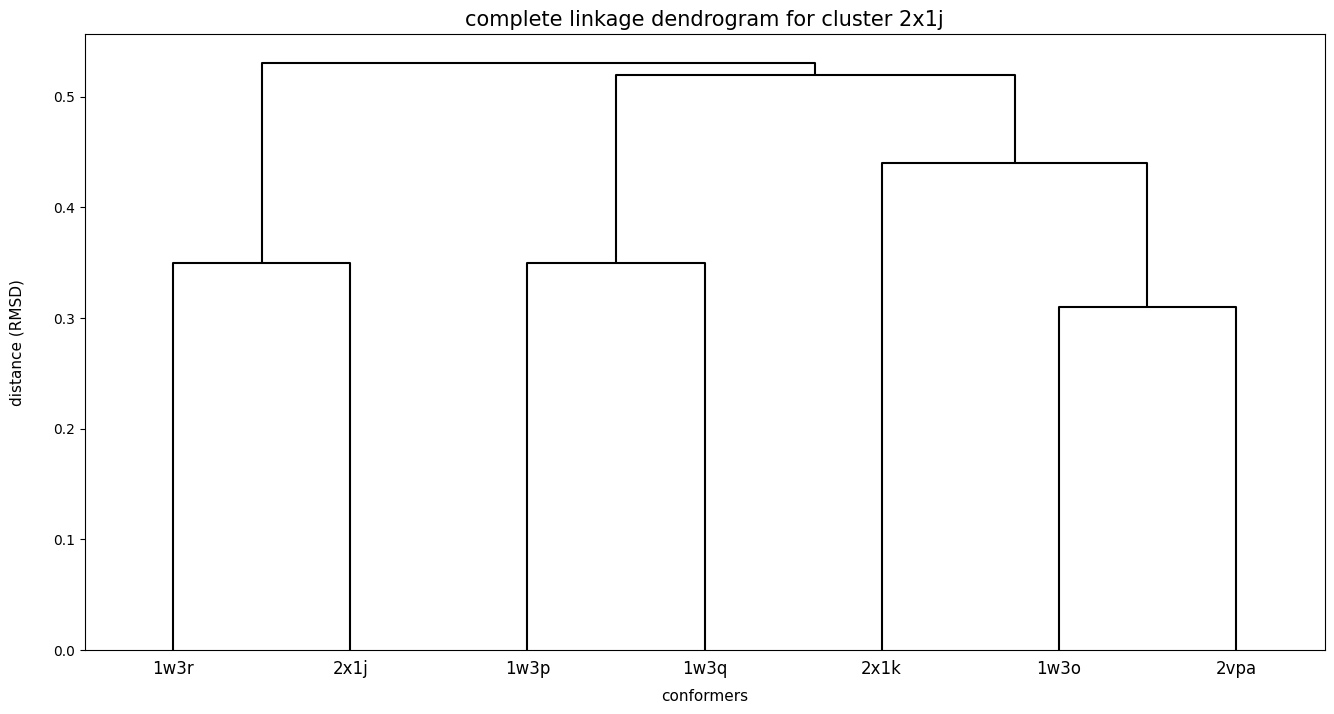 complete linkage dendrogram for cluster 2x1j
distance (RMSD)
0.5
0.4
0.3
0.2
0.1
0.0
1w3r 2x1j 1w3p 1w3q 2x1k 1w3o 2vpa
conformers